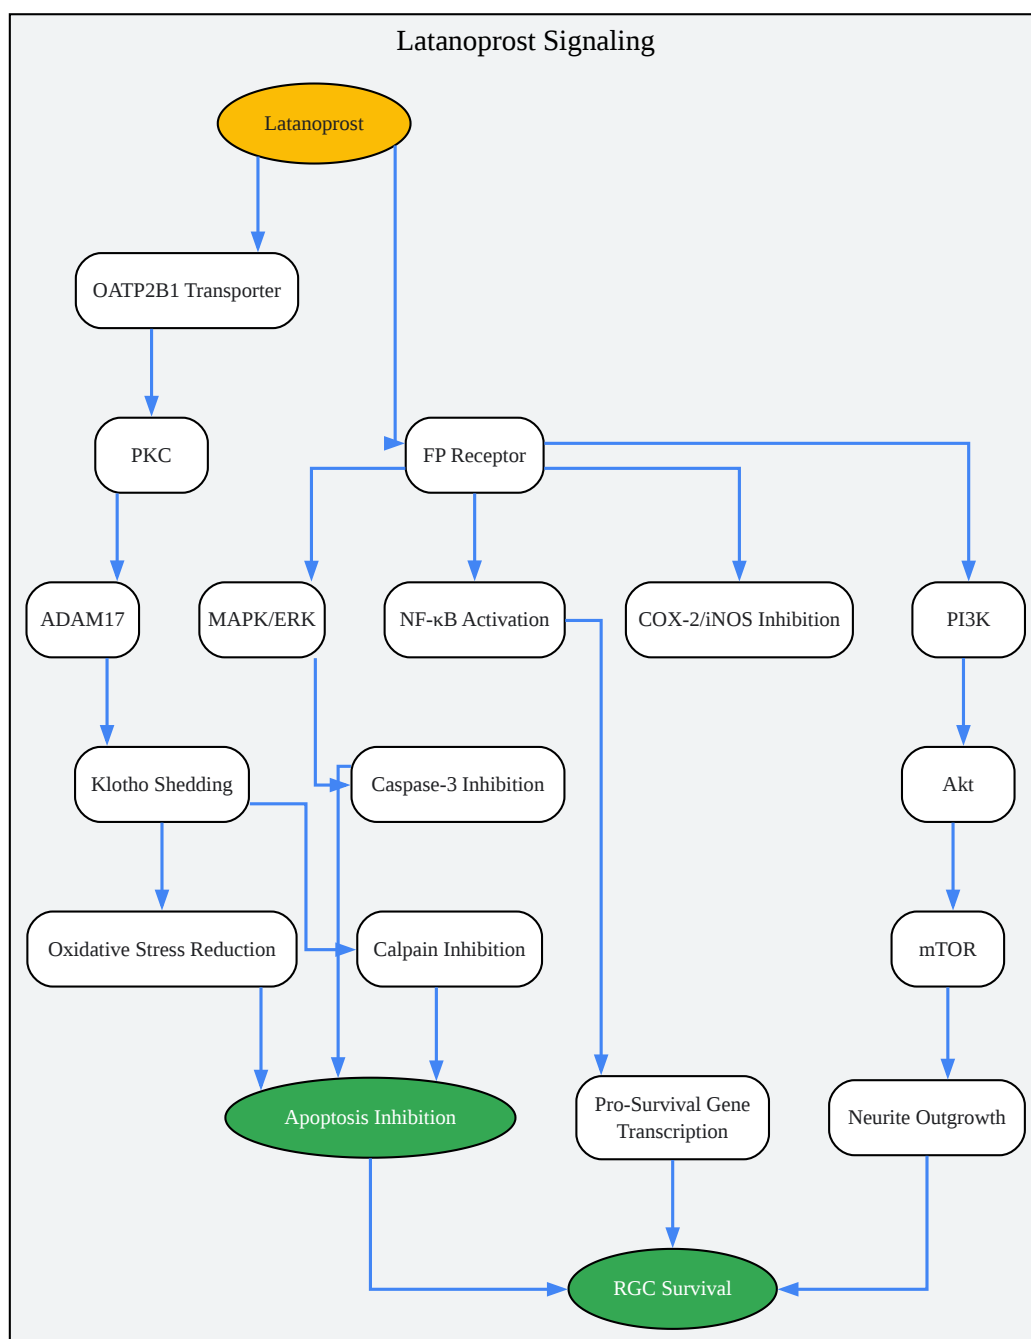 Latanoprost Signaling
Latanoprost
OATP2B1 Transporter
PKC
FP Receptor
ADAM17
MAPK/ERK
NF-κB Activation
COX-2/iNOS Inhibition
PI3K
Klotho Shedding
Caspase-3 Inhibition
Akt
Oxidative Stress Reduction
Calpain Inhibition
mTOR
Apoptosis Inhibition
Pro-Survival Gene
Transcription
Neurite Outgrowth
RGC Survival